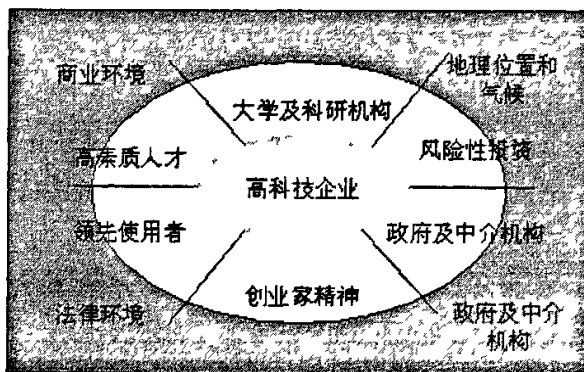 商业环境
地理位置和
气候
大学及科研机构
高素质人才
风险性投资
高科技企业
领先使用者
政府及中介机构
创业家精神
法律环境
政府及中介
机构